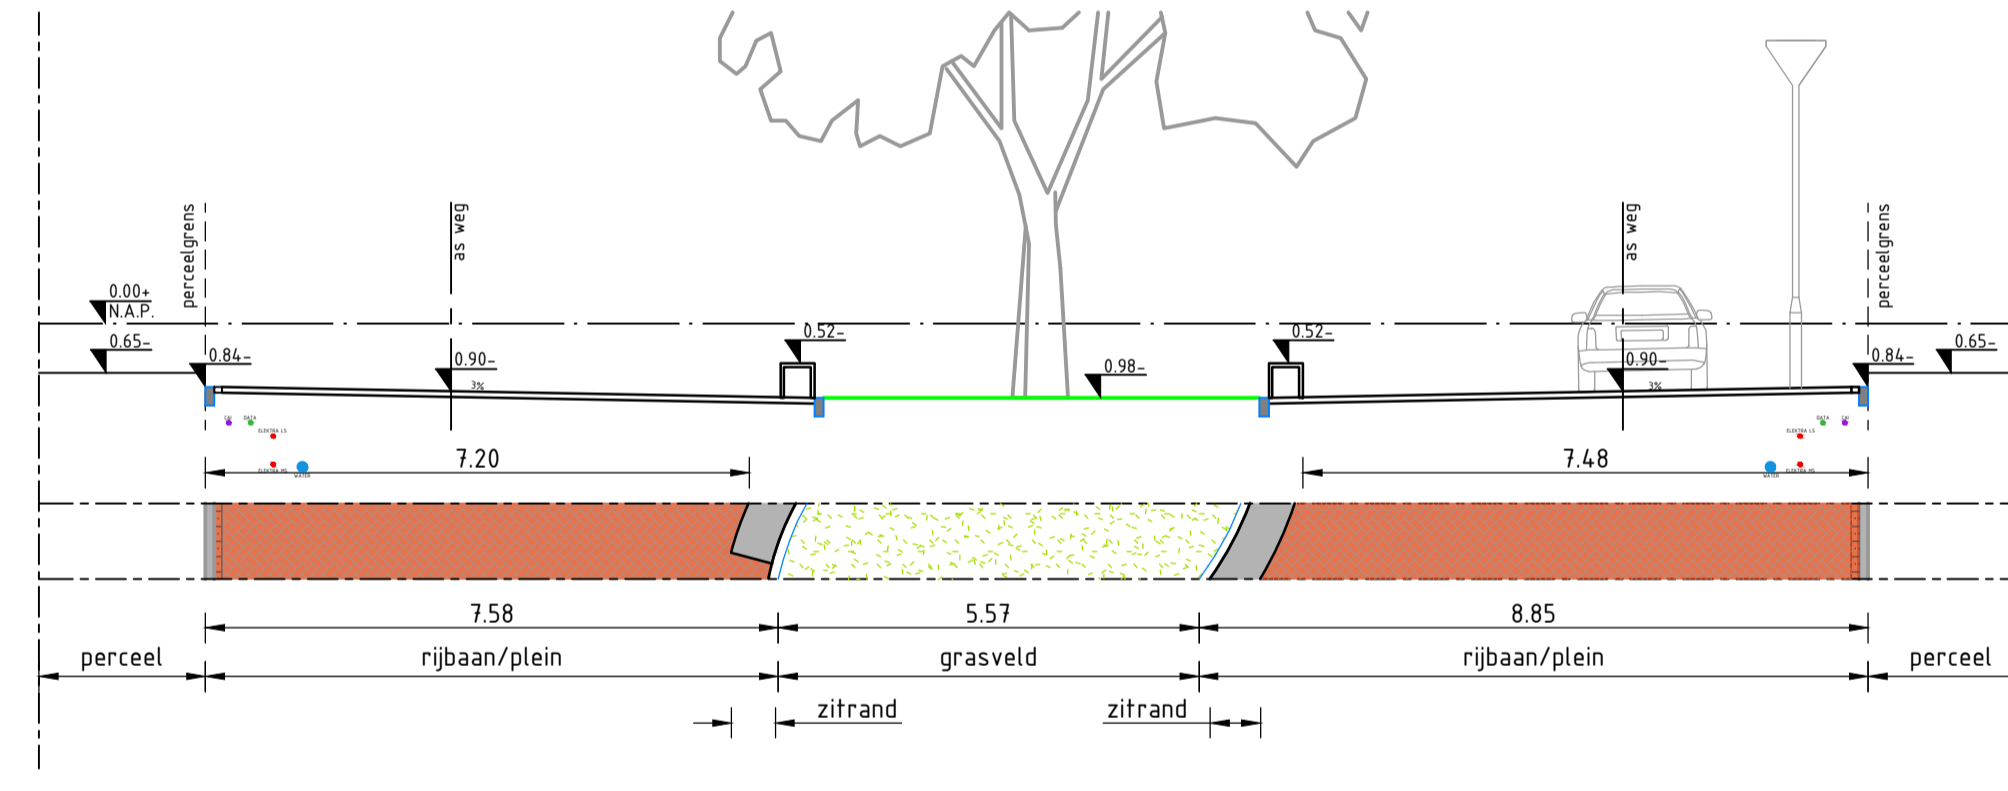 perceelgrens
as weg
as weg
perceelgrens
0.00+
N.A.P.
0.65-
0.84-
0.90-
3%
0.52-
0.98-
0.52-
0.90-
3%
0.84-
0.65-
CAI DATA
ELEKTRA LS
ELEKTRA MS
WATER
DATA CAI
ELEKTRA LS
ELEKTRA MS
WATER
7.20
7.48
7.58
5.57
8.85
perceel
rijbaan/plein
grasveld
rijbaan/plein
perceel
zitrand
zitrand